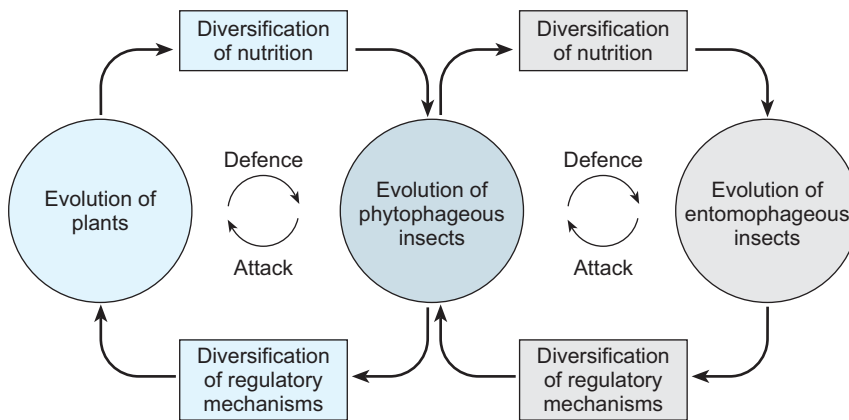 Diversification
of nutrition
Diversification
of nutrition
Evolution of
plants
Defence
Attack
Evolution of
phytophageous
insects
Defence
Attack
Evolution of
entomophageous
insects
Diversification
of regulatory
mechanisms
Diversification
of regulatory
mechanisms